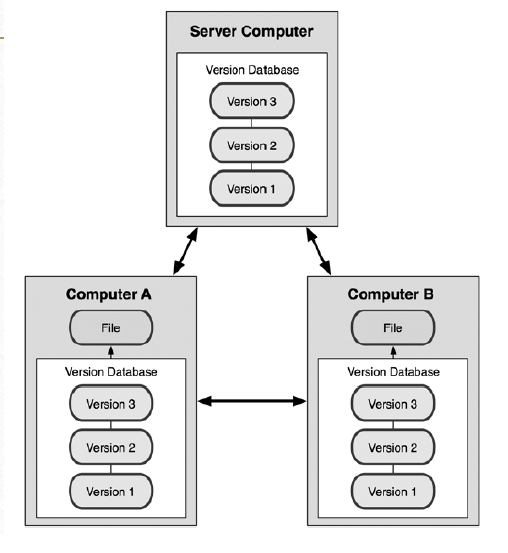 Server Computer
Version Database
Version 3
Version 2
Version 1
Computer A
File
Version Database
Version 3
Version 2
Version 1
Computer B
File
Version Database
Version 3
Version 2
Version 1